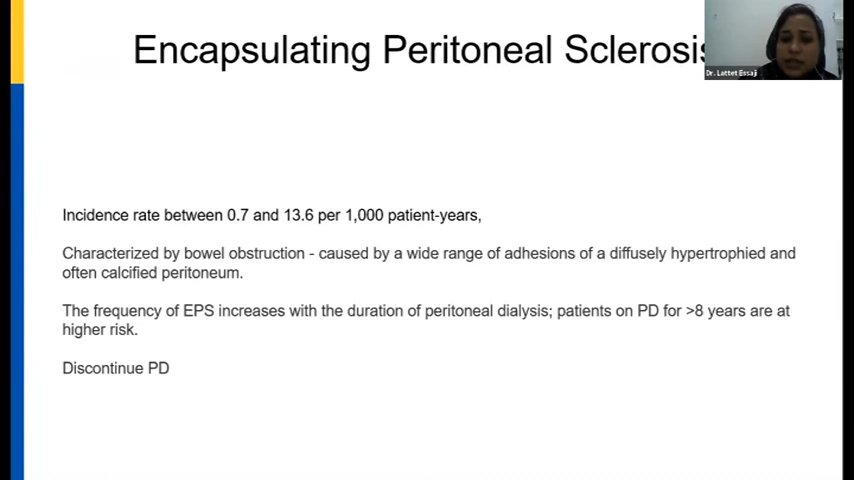 Encapsulating Peritoneal Sclerosis
Dr. Lattet Essaji
Incidence rate between 0.7 and 13.6 per 1,000 patient-years,
Characterized by bowel obstruction - caused by a wide range of adhesions of a diffusely hypertrophied and
often calcified peritoneum.
The frequency of EPS increases with the duration of peritoneal dialysis; patients on PD for >8 years are at
higher risk.
Discontinue PD